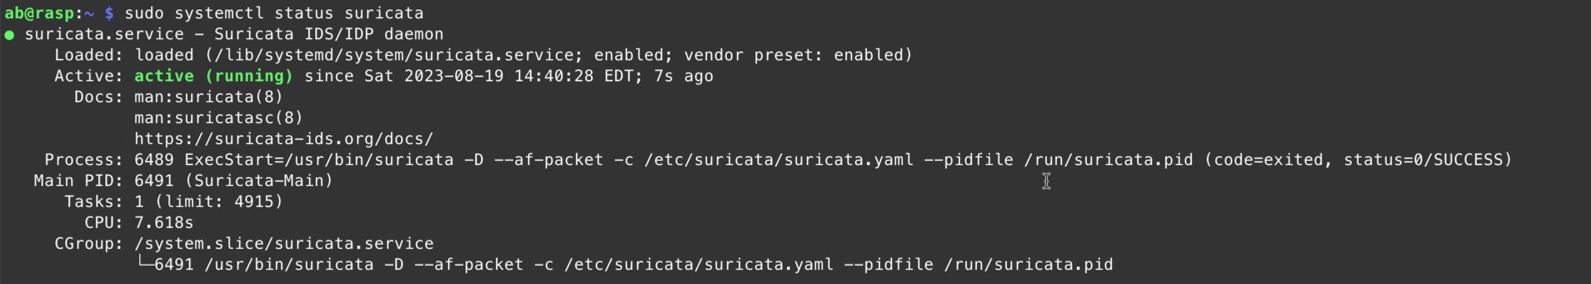 ab@rasp:~ $ sudo systemctl status suricata
● suricata.service - Suricata IDS/IDP daemon
Loaded: loaded (/lib/systemd/system/suricata.service; enabled; vendor preset: enabled)
Active: active (running) since Sat 2023-08-19 14:40:28 EDT; 7s ago
Docs: man:suricata(8)
man:suricatasc(8)
https://suricata-ids.org/docs/
Process: 6489 ExecStart=/usr/bin/suricata -D --af-packet -c /etc/suricata/suricata.yaml --pidfile /run/suricata.pid (code=exited, status=0/SUCCESS)
Main PID: 6491 (Suricata-Main)
Tasks: 1 (limit: 4915)
CPU: 7.618s
CGroup: /system.slice/suricata.service
└─6491 /usr/bin/suricata -D --af-packet -c /etc/suricata/suricata.yaml --pidfile /run/suricata.pid